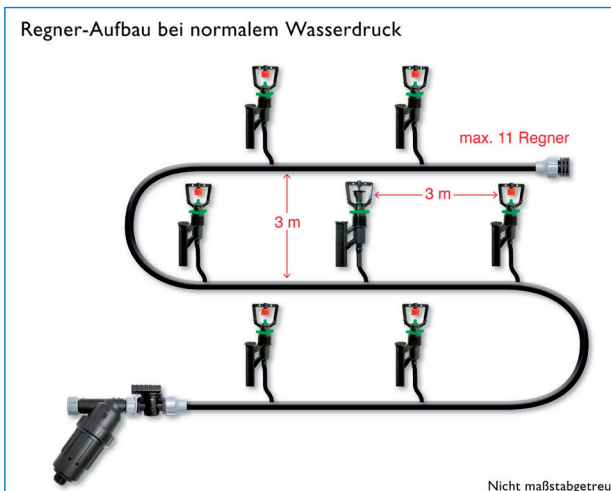 Regner-Aufbau bei normalem Wasserdruck
max. 11 Regner
3 m
3 m
Nicht maßstabgetreu